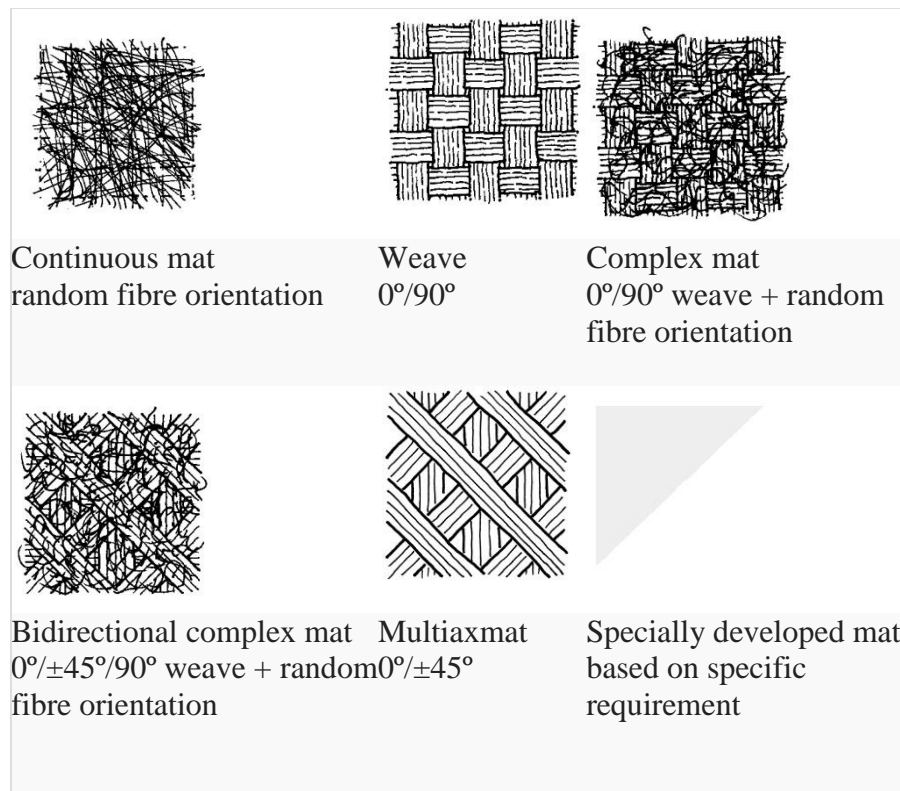 Continuous mat
random fibre orientation
Weave
0º/90º
Complex mat
0º/90º weave + random
fibre orientation
Bidirectional complex mat
0º/±45º/90º weave + random
fibre orientation
Multiaxmat
0º/±45º
Specially developed mat
based on specific
requirement